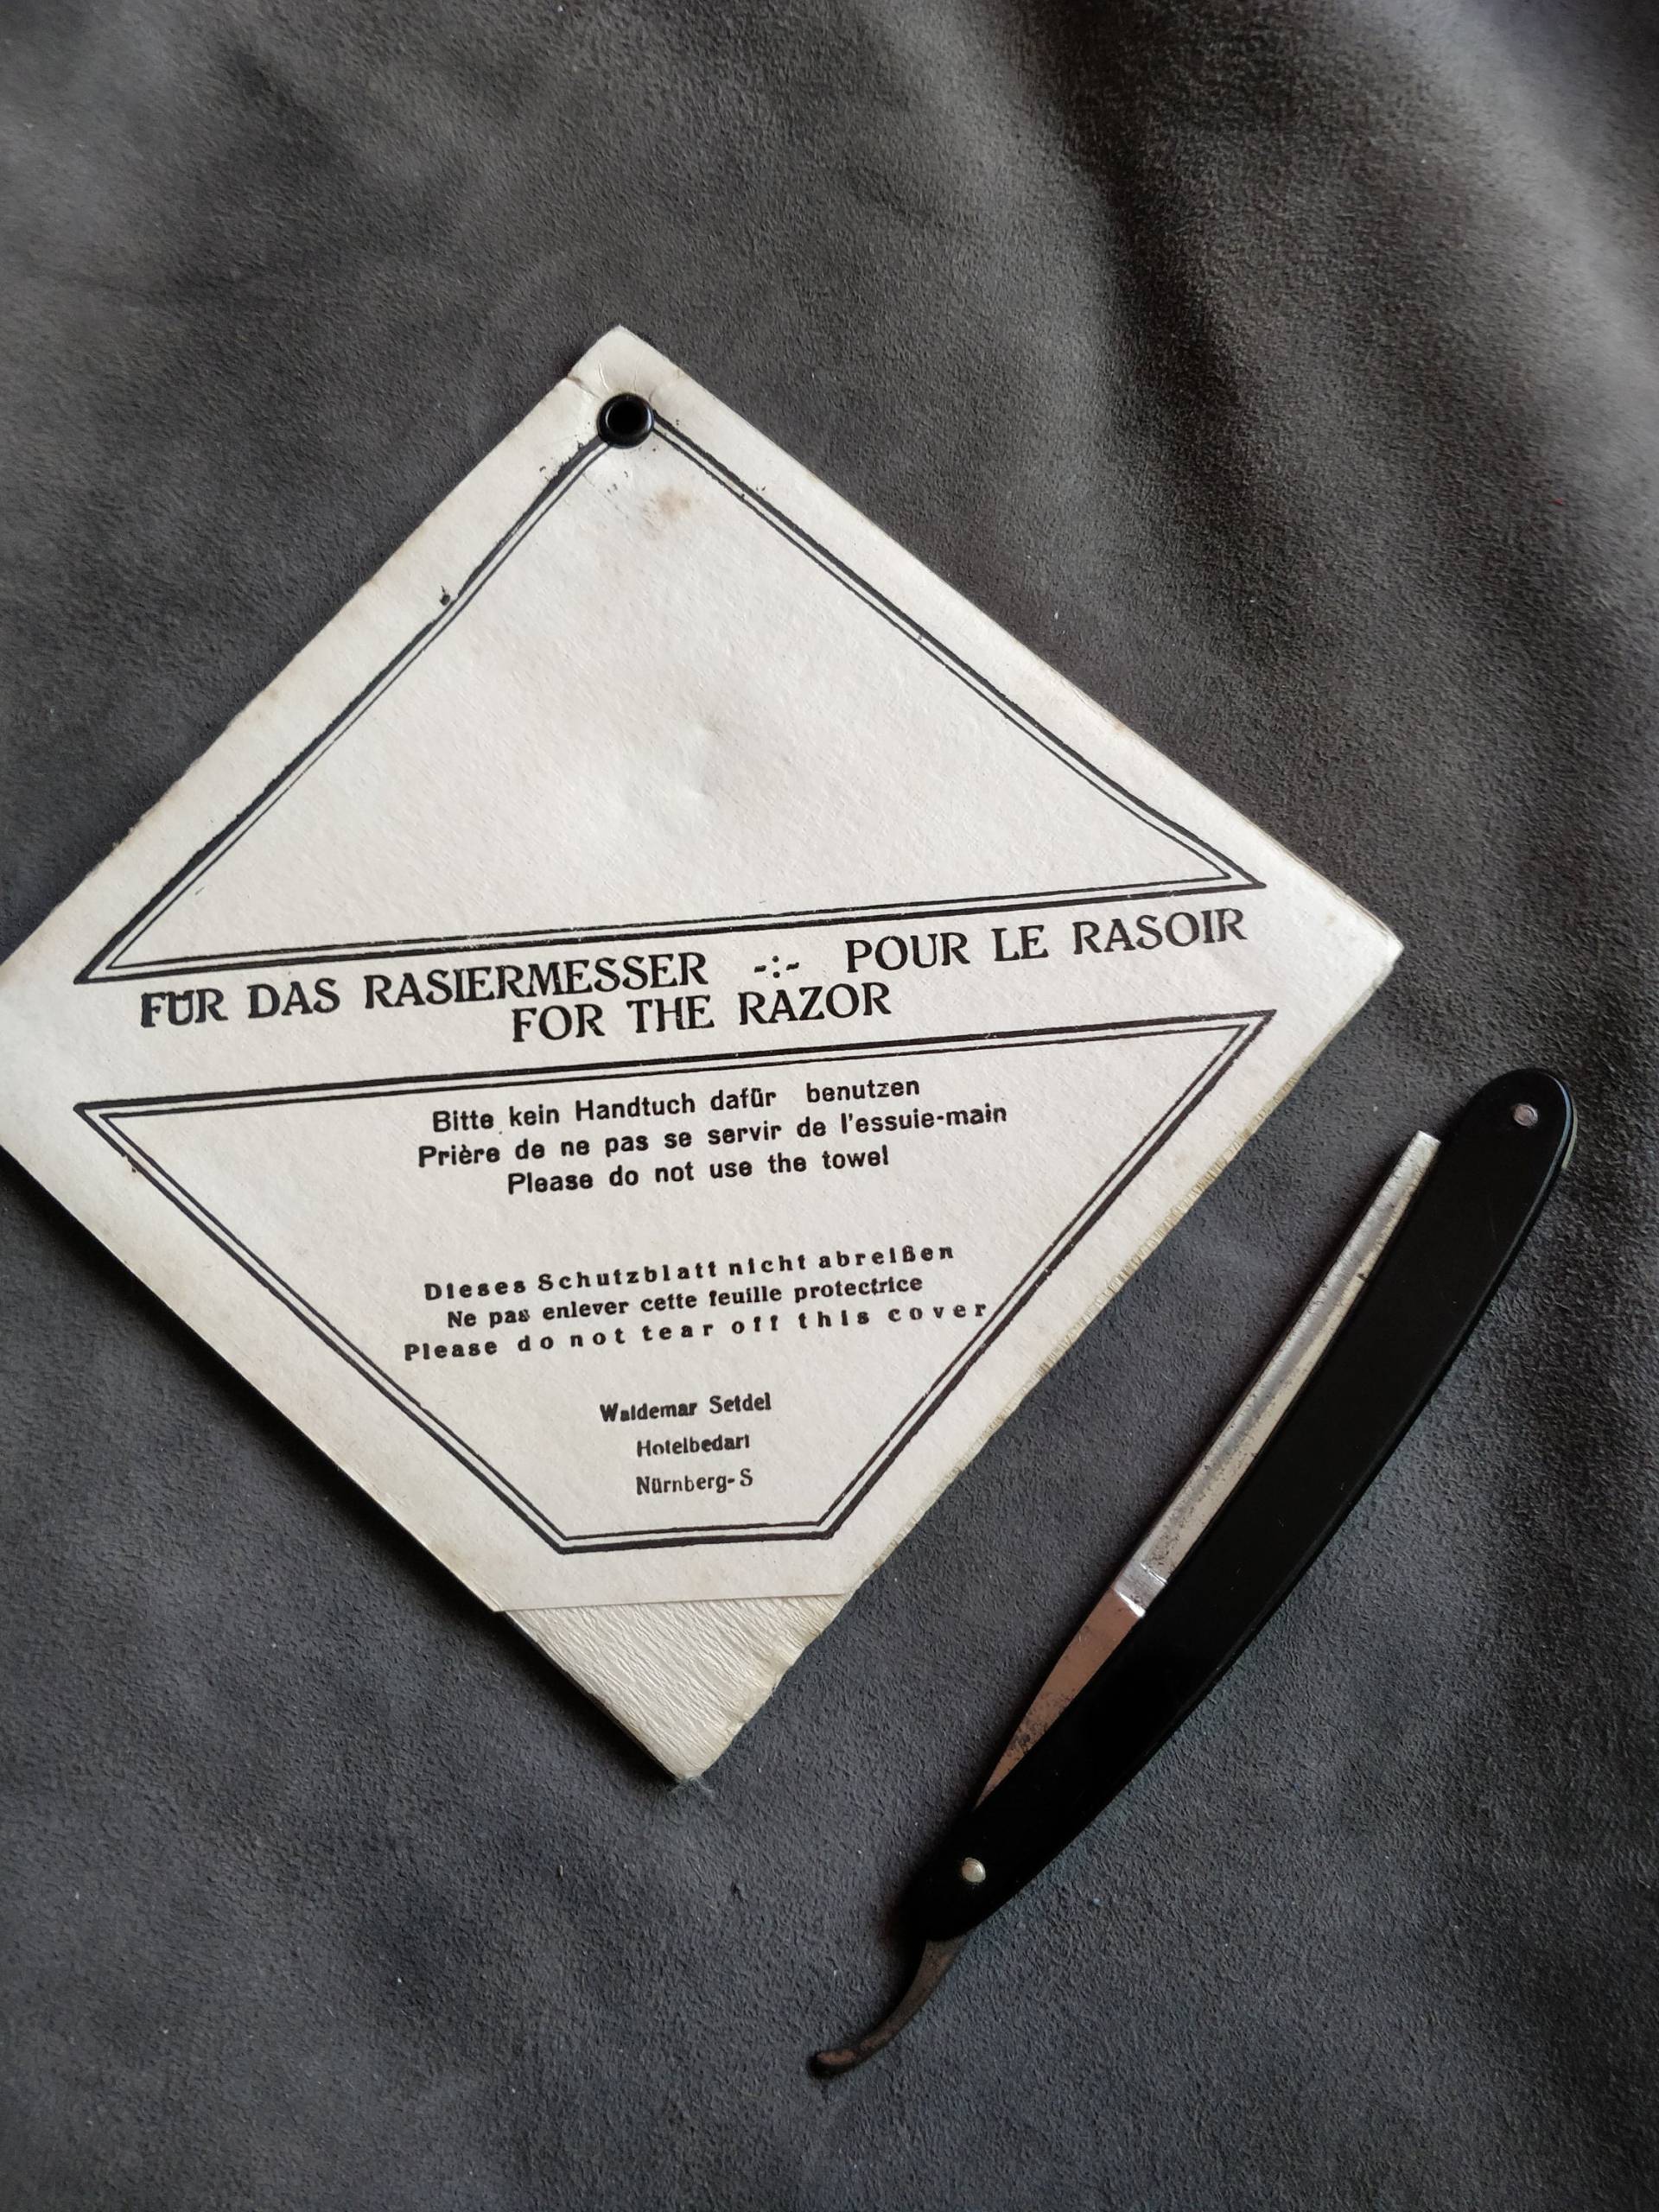 FÜR DAS RASIERMESSER -:- POUR LE RASOIR
FOR THE RAZOR
Bitte kein Handtuch dafür benutzen
Prière de ne pas se servir de l'essuie-main
Please do not use the towel
Dieses Schutzblatt nicht abreißen
Ne pas enlever cette feuille protectrice
Please do not tear off this cover
Waldemar Seidel
Hotelbedarf
Nürnberg-S